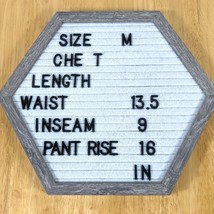 SIZE M
CHE T
LENGTH
WAIST 13.5
INSEAM 9
PANT RISE 16
IN